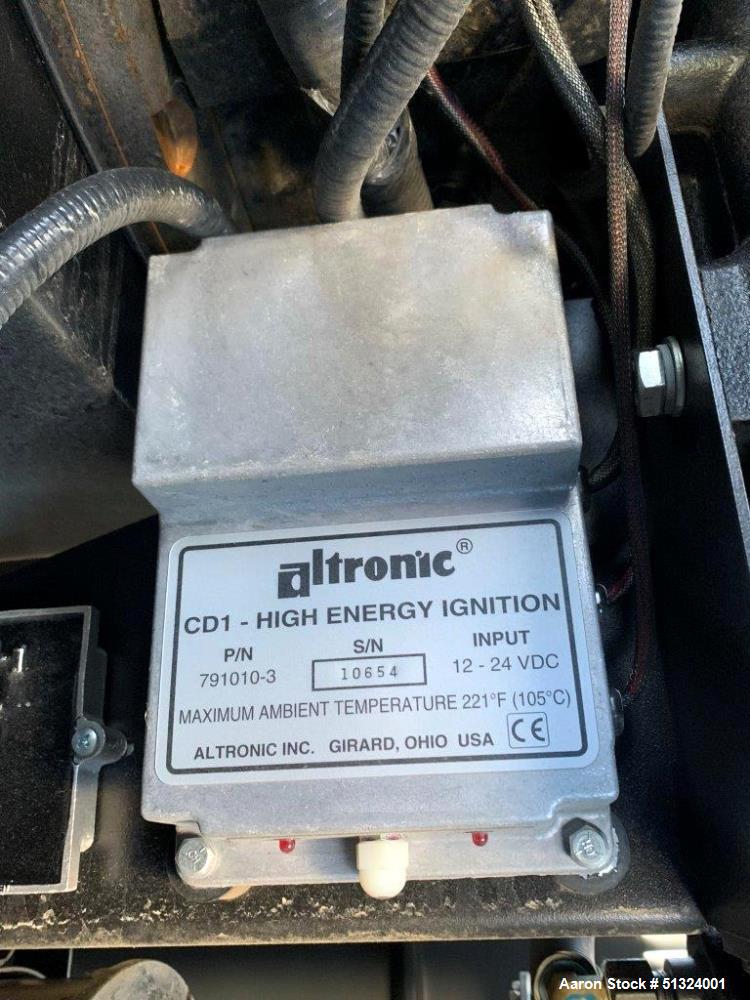 altronic®
CD1 - HIGH ENERGY IGNITION
P/N S/N INPUT
791010-3 10654 12 - 24 VDC
MAXIMUM AMBIENT TEMPERATURE 221°F (105°C)
ALTRONIC INC. GIRARD, OHIO USA CE
Aaron Stock # 51324001